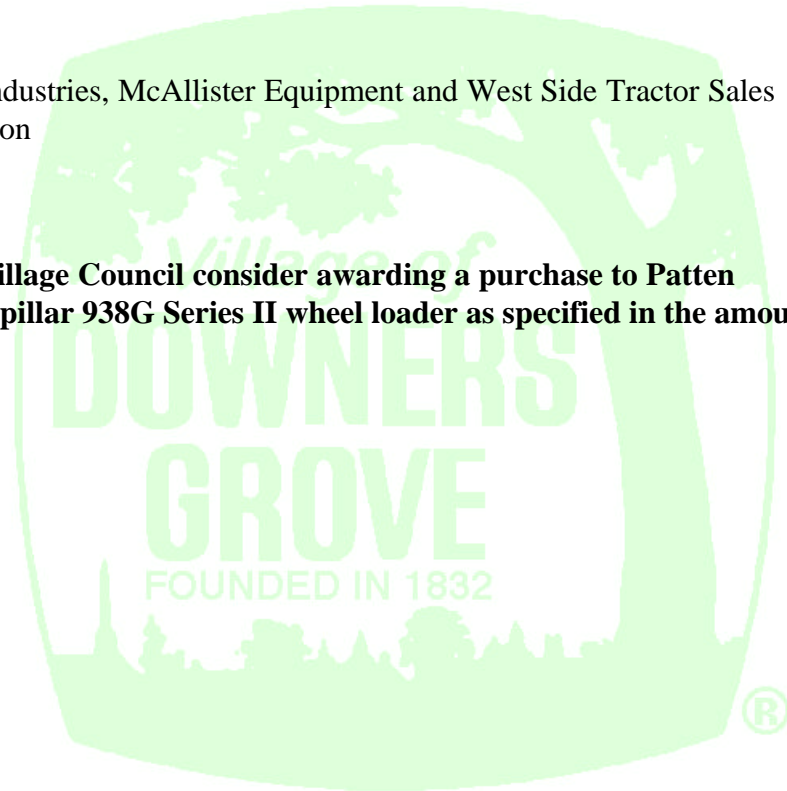 ndustries, McAllister Equipment and West Side Tractor Sales
on
Village of
illage Council consider awarding a purchase to Patten
pillar 938G Series II wheel loader as specified in the amou
DOWNERS
GROVE
FOUNDED IN 1832
®